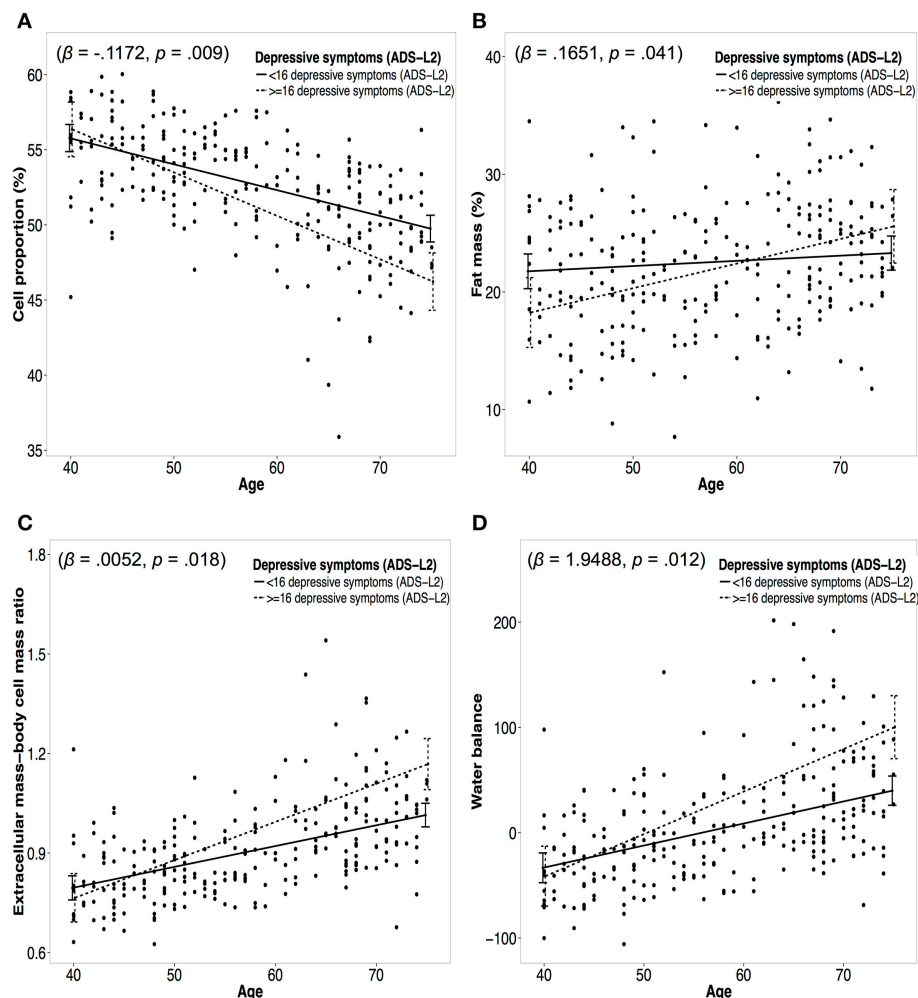 A
(β = -.1172, p = .009)
Depressive symptoms (ADS−L2)
<16 depressive symptoms (ADS−L2)
>=16 depressive symptoms (ADS−L2)
Cell proportion (%)
60
55
50
45
40
35
40 50 60 70
Age
B
(β = .1651, p = .041)
Depressive symptoms (ADS−L2)
<16 depressive symptoms (ADS−L2)
>=16 depressive symptoms (ADS−L2)
Fat mass (%)
40
30
20
10
40 50 60 70
Age
C
(β = .0052, p = .018)
Depressive symptoms (ADS−L2)
<16 depressive symptoms (ADS−L2)
>=16 depressive symptoms (ADS−L2)
Extracellular mass−body cell mass ratio
1.8
1.5
1.2
0.9
0.6
40 50 60 70
Age
D
(β = 1.9488, p = .012)
Depressive symptoms (ADS−L2)
<16 depressive symptoms (ADS−L2)
>=16 depressive symptoms (ADS−L2)
Water balance
200
100
0
−100
40 50 60 70
Age